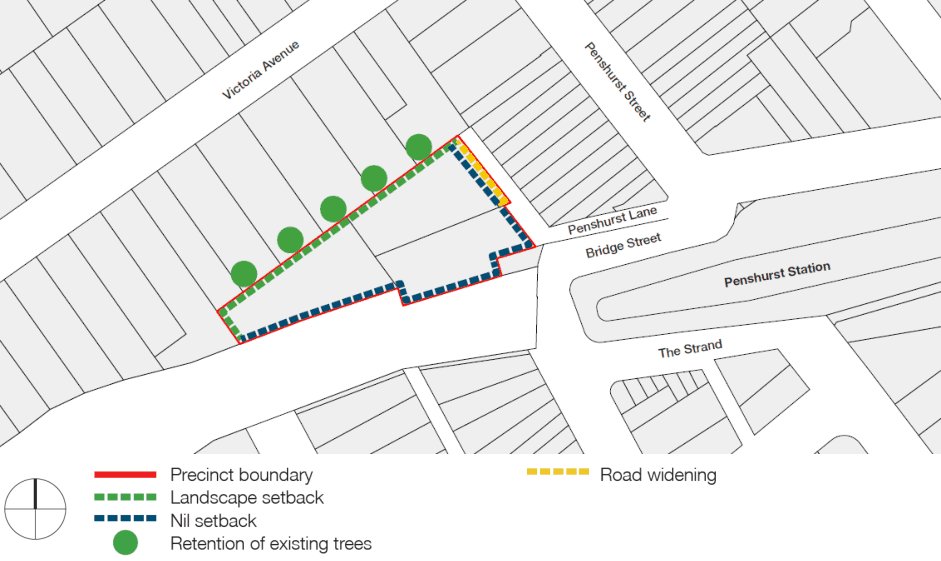 Victoria Avenue
Penshurst Street
Penshurst Lane
Bridge Street
Penshurst Station
The Strand
Precinct boundary
Landscape setback
Nil setback
Retention of existing trees
Road widening